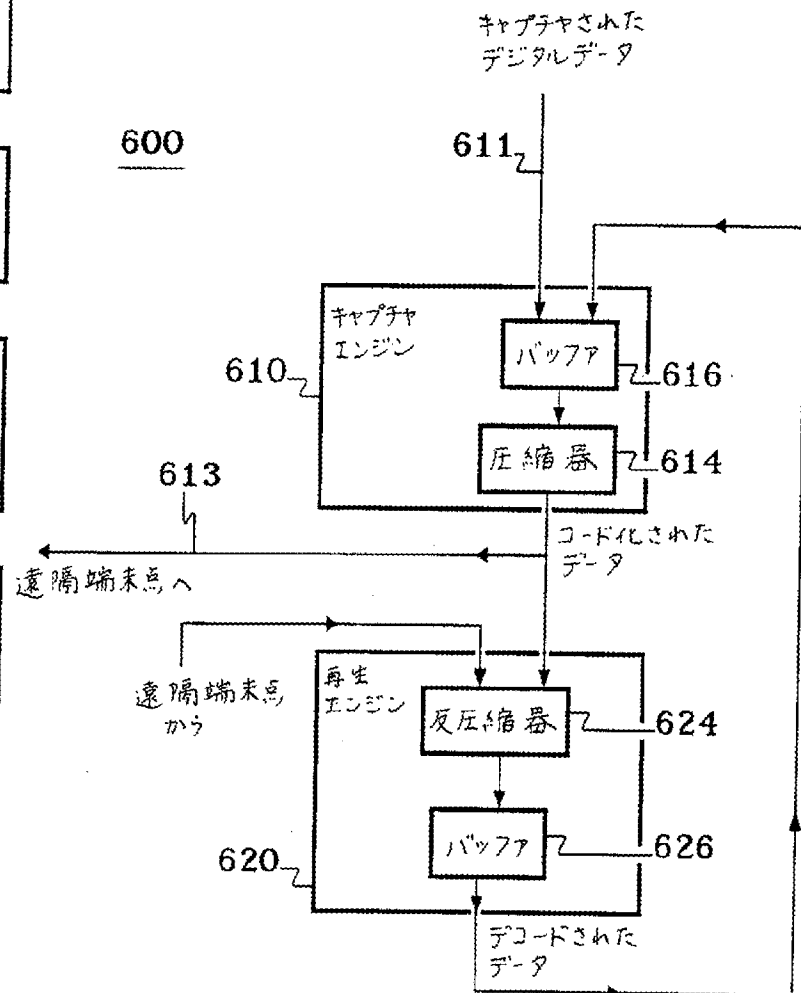 キャプチャされた
デジタルデータ
600
611
キャプチャ
エンジン
バッファ
610
616
圧縮器
614
613
コード化された
データ
遠隔端末点へ
遠隔端末点
から
再生
エンジン
反圧縮器
624
バッファ
626
620
デコードされた
データ